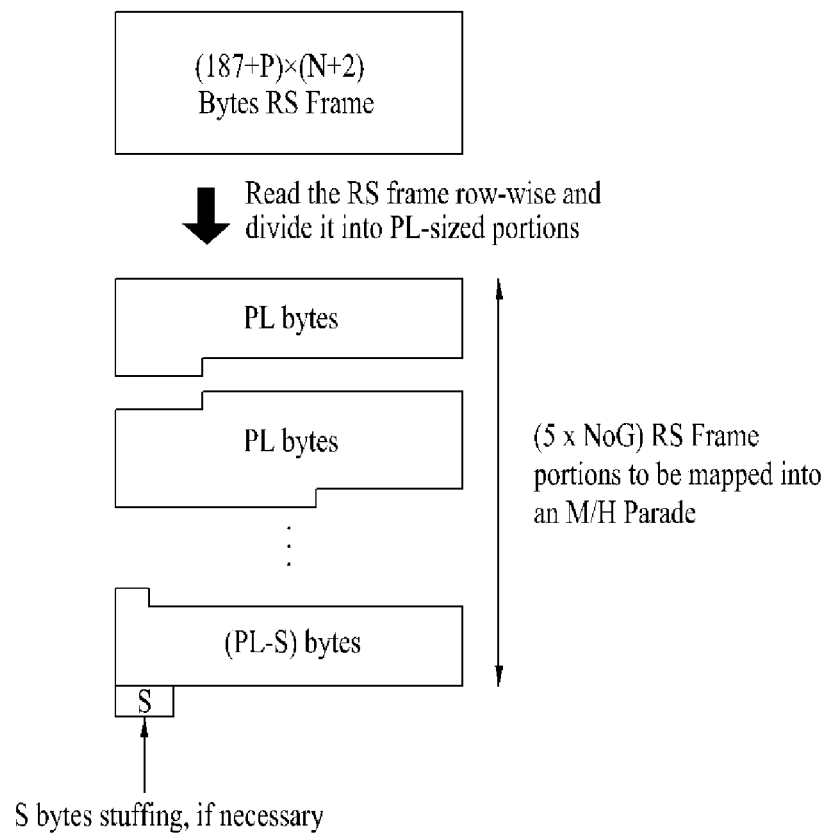 (187+P)×(N+2)
Bytes RS Frame
Read the RS frame row-wise and
divide it into PL-sized portions
PL bytes
PL bytes
(5 x NoG) RS Frame
portions to be mapped into
an M/H Parade
(PL-S) bytes
S
S bytes stuffing, if necessary